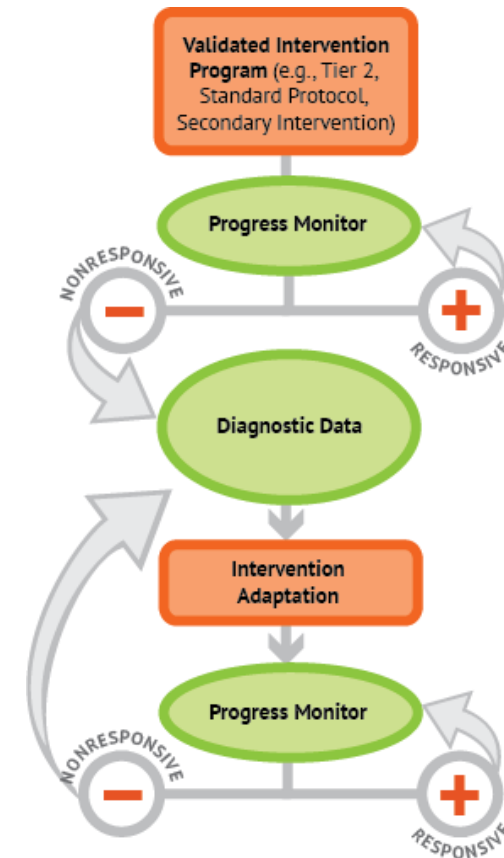 Validated Intervention
Program (e.g., Tier 2,
Standard Protocol,
Secondary Intervention)
Progress Monitor
NONRESPONSIVE
RESPONSIVE
Diagnostic Data
Intervention
Adaptation
Progress Monitor
NONRESPONSIVE
RESPONSIVE